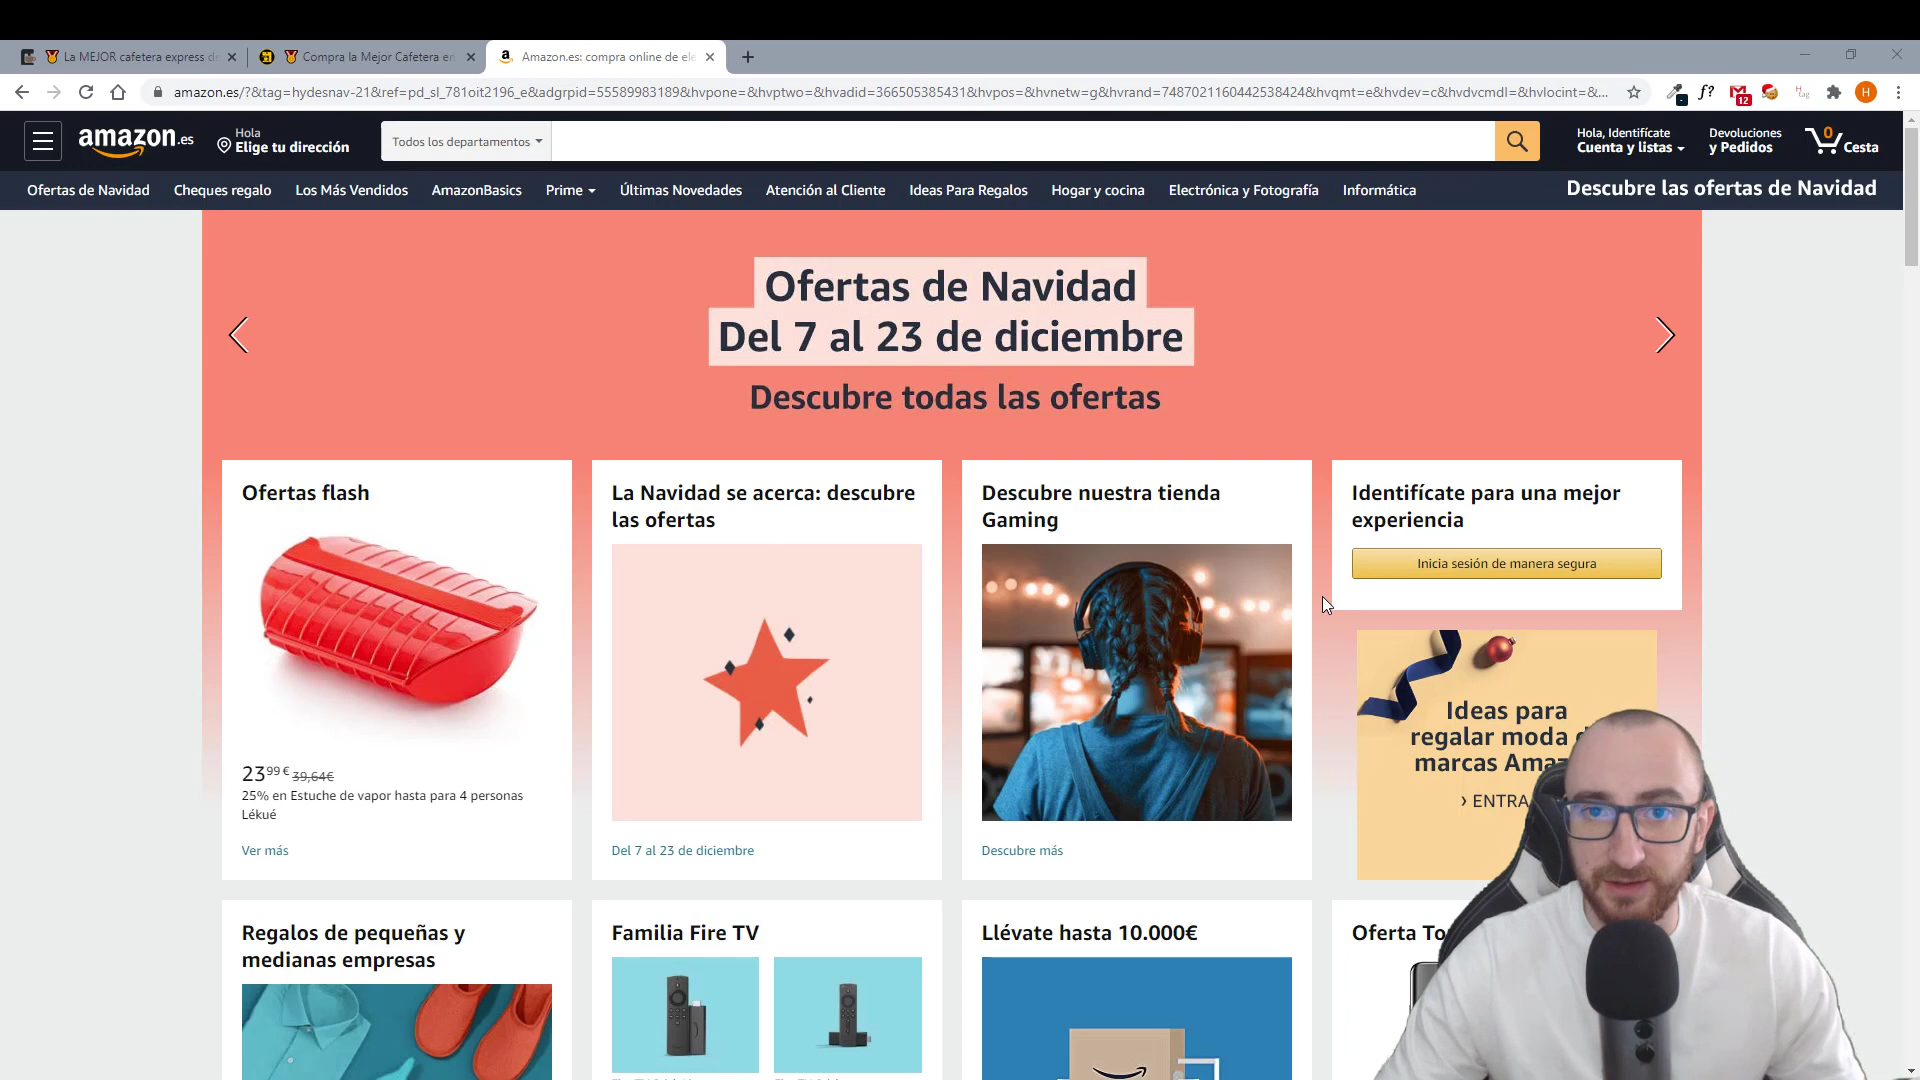 La MEJOR cafetera express de
Compra la Mejor Cafetera en
Amazon.es: compra online de ele
amazon.es/?&tag=hydesnav-21&ref=pd_sl_781oit2196_e&adgrpid=55589983189&hvpone=&hvptwo=&hvadid=366505385431&hvpos=&hvnetw=g&hvrand=7487021160442538424&hvqmt=e&hvdev=c&hvdvcmdl=&hvlocint=&...
f?
12
H
amazon.es
Hola
Elige tu dirección
Todos los departamentos
Hola, Identifícate
Cuenta y listas
Devoluciones
y Pedidos
0
Cesta
Ofertas de Navidad
Cheques regalo
Los Más Vendidos
AmazonBasics
Prime
Últimas Novedades
Atención al Cliente
Ideas Para Regalos
Hogar y cocina
Electrónica y Fotografía
Informática
Descubre las ofertas de Navidad
Ofertas de Navidad
Del 7 al 23 de diciembre
Descubre todas las ofertas
Ofertas flash
23⁹⁹€ 39,64€
25% en Estuche de vapor hasta para 4 personas
Lékué
Ver más
La Navidad se acerca: descubre
las ofertas
Del 7 al 23 de diciembre
Descubre nuestra tienda
Gaming
Descubre más
Identifícate para una mejor
experiencia
Inicia sesión de manera segura
Ideas para
regalar moda
marcas Amaz
› ENTRA
Regalos de pequeñas y
medianas empresas
Familia Fire TV
Llévate hasta 10.000€
Oferta To